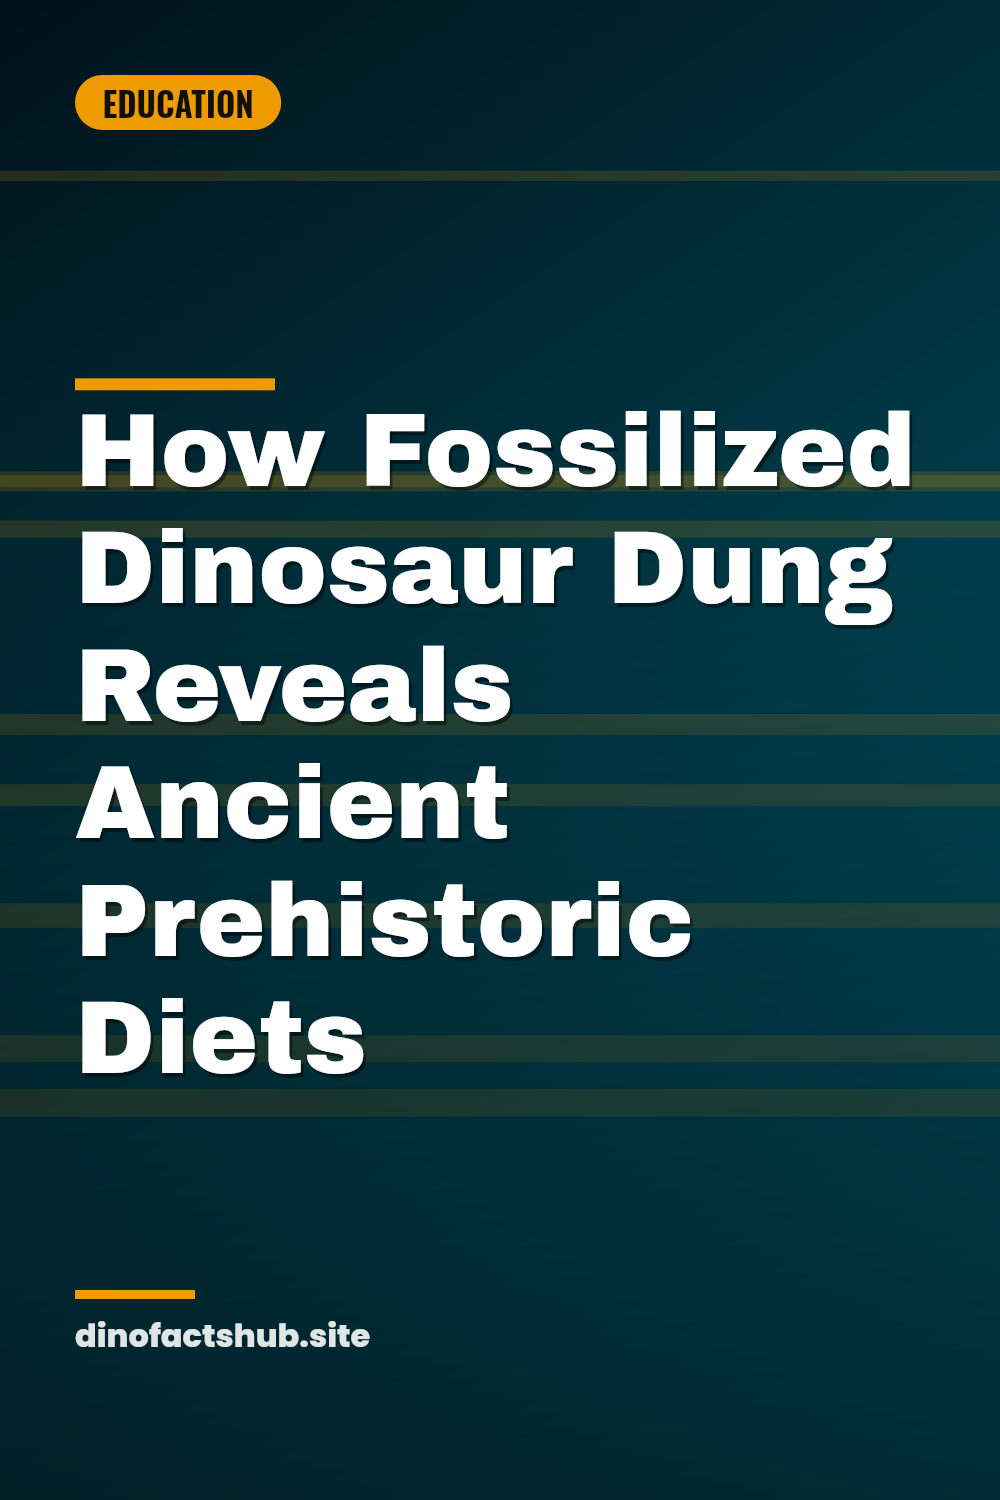 EDUCATION
How Fossilized
Dinosaur Dung
Reveals
Ancient
Prehistoric
Diets
dinofactshub.site